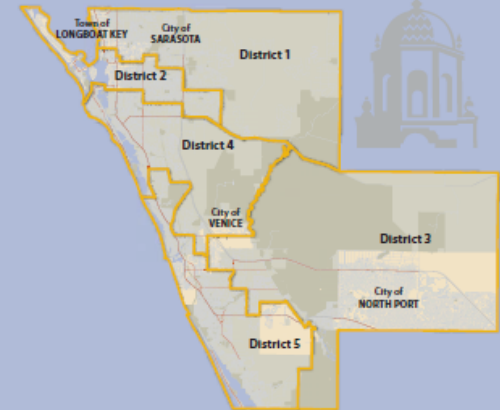 Town of
LONGBOAT KEY
City of
SARASOTA
District 1
District 2
District 4
City of
VENICE
District 3
City of
NORTH PORT
District 5